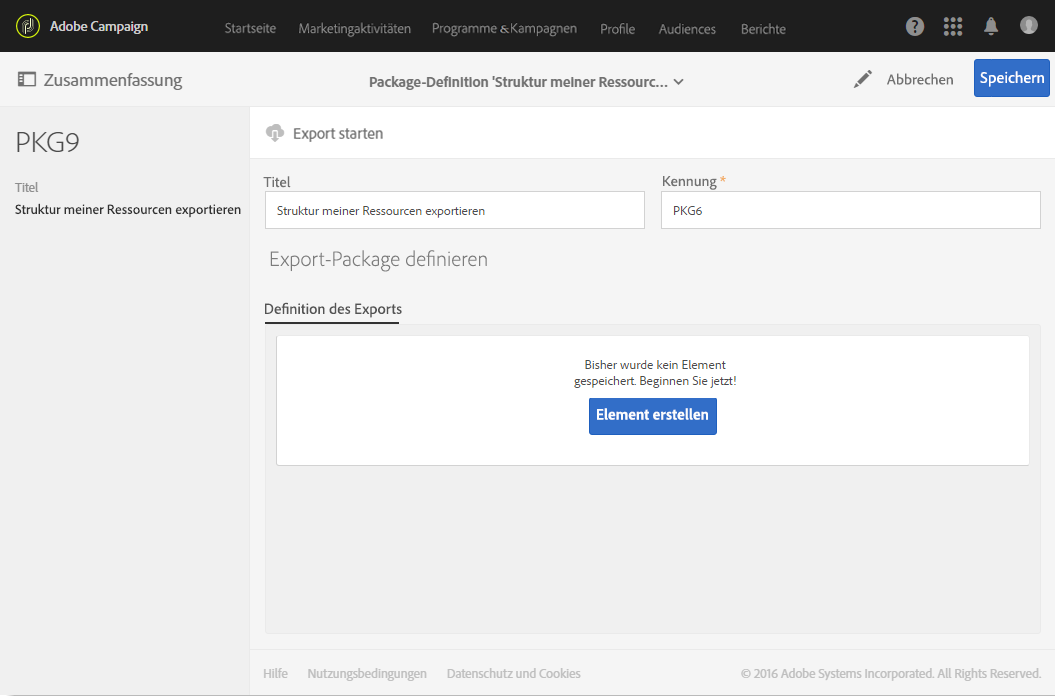 Adobe Campaign
Startseite
Marketingaktivitäten
Programme &Kampagnen
Profile
Audiences
Berichte
Zusammenfassung
Package-Definition 'Struktur meiner Ressourc...
Abbrechen
Speichern
PKG9
Titel
Struktur meiner Ressourcen exportieren
Export starten
Titel
Kennung *
Struktur meiner Ressourcen exportieren
PKG6
Export-Package definieren
Definition des Exports
Bisher wurde kein Element
gespeichert. Beginnen Sie jetzt!
Element erstellen
Hilfe
Nutzungsbedingungen
Datenschutz und Cookies
© 2016 Adobe Systems Incorporated. All Rights Reserved.